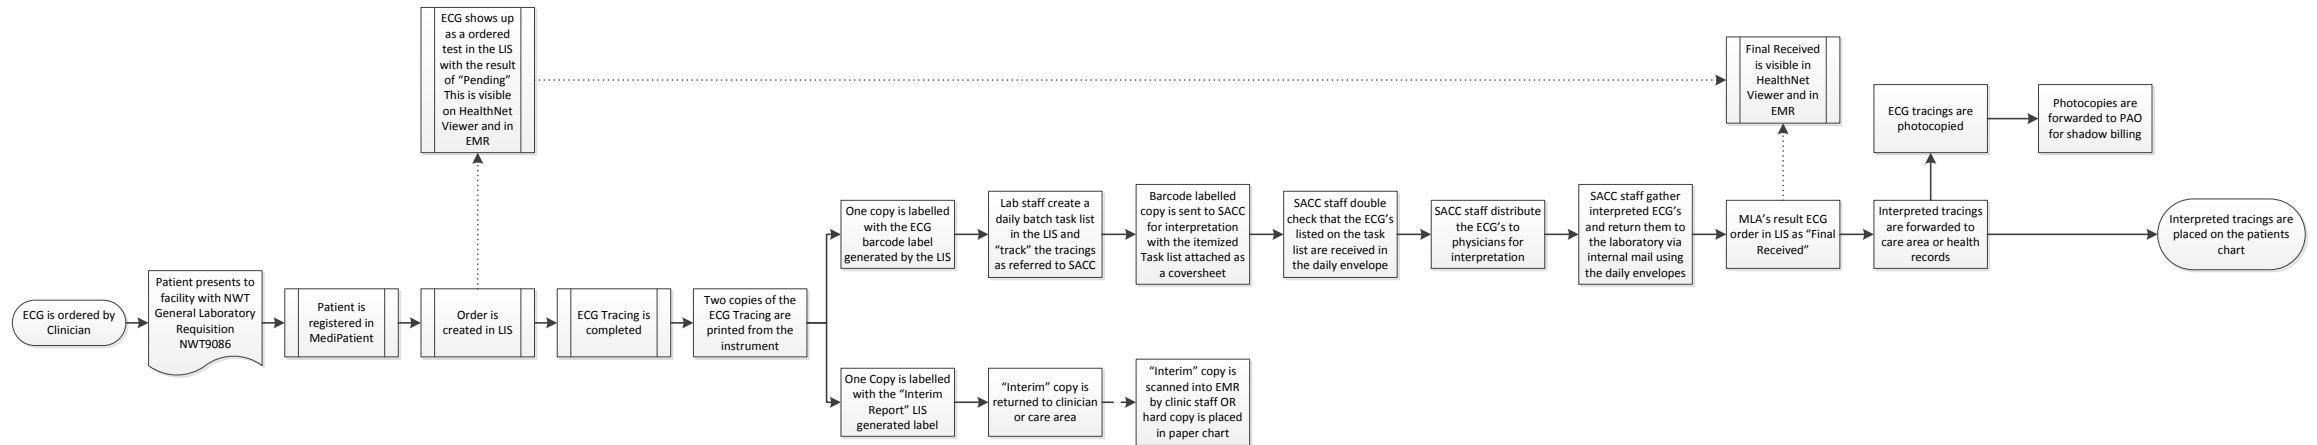 ECG is ordered by
Clinician
Patient presents to
facility with NWT
General Laboratory
Requisition
NWT9086
Patient is
registered in
MediPatient
Order is
created in LIS
ECG shows up
as a ordered
test in the LIS
with the result
of “Pending”
This is visible
on HealthNet
Viewer and in
EMR
ECG Tracing is
completed
Two copies of the
ECG Tracing are
printed from the
instrument
One copy is labelled
with the ECG
barcode label
generated by the LIS
Lab staff create a
daily batch task list
in the LIS and
“track” the tracings
as referred to SACC
Barcode labelled
copy is sent to SACC
for interpretation
with the itemized
Task list attached as
a coversheet
SACC staff double
check that the ECG’s
listed on the task
list are received in
the daily envelope
SACC staff distribute
the ECG’s to
physicians for
interpretation
SACC staff gather
interpreted ECG’s
and return them to
the laboratory via
internal mail using
the daily envelopes
MLA’s result ECG
order in LIS as “Final
Received”
Final Received
is visible in
HealthNet
Viewer and in
EMR
Interpreted tracings
are forwarded to
care area or health
records
ECG tracings are
photocopied
Photocopies are
forwarded to PAO
for shadow billing
Interpreted tracings are
placed on the patients
chart
One Copy is labelled
with the “Interim
Report” LIS
generated label
“Interim” copy is
returned to clinician
or care area
“Interim” copy is
scanned into EMR
by clinic staff OR
hard copy is placed
in paper chart